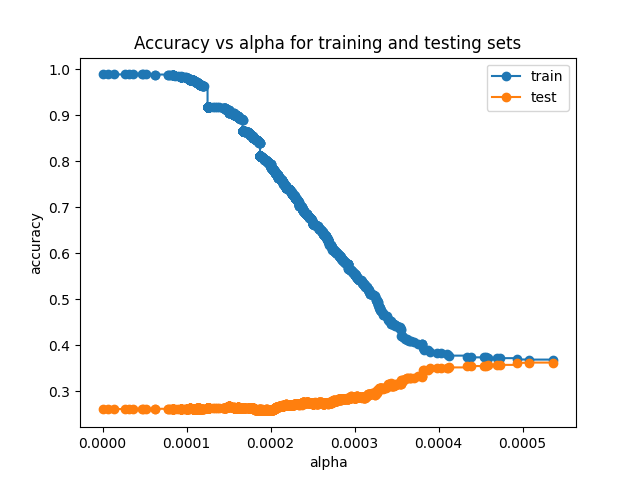 Accuracy vs alpha for training and testing sets
1.0
0.9
0.8
0.7
0.6
0.5
0.4
0.3
accuracy
train
test
0.0000 0.0001 0.0002 0.0003 0.0004 0.0005
alpha